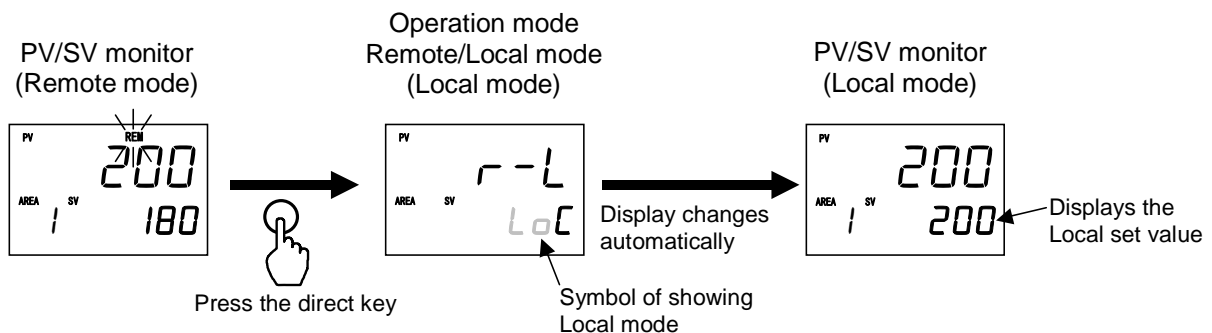 PV/SV monitor
(Remote mode)
PV
REM
200
AREA
SV
1
180
Press the direct key
Operation mode
Remote/Local mode
(Local mode)
PV
r-L
AREA
SV
LoC
Display changes
automatically
Symbol of showing
Local mode
PV/SV monitor
(Local mode)
PV
200
AREA
SV
1
200
Displays the
Local set value